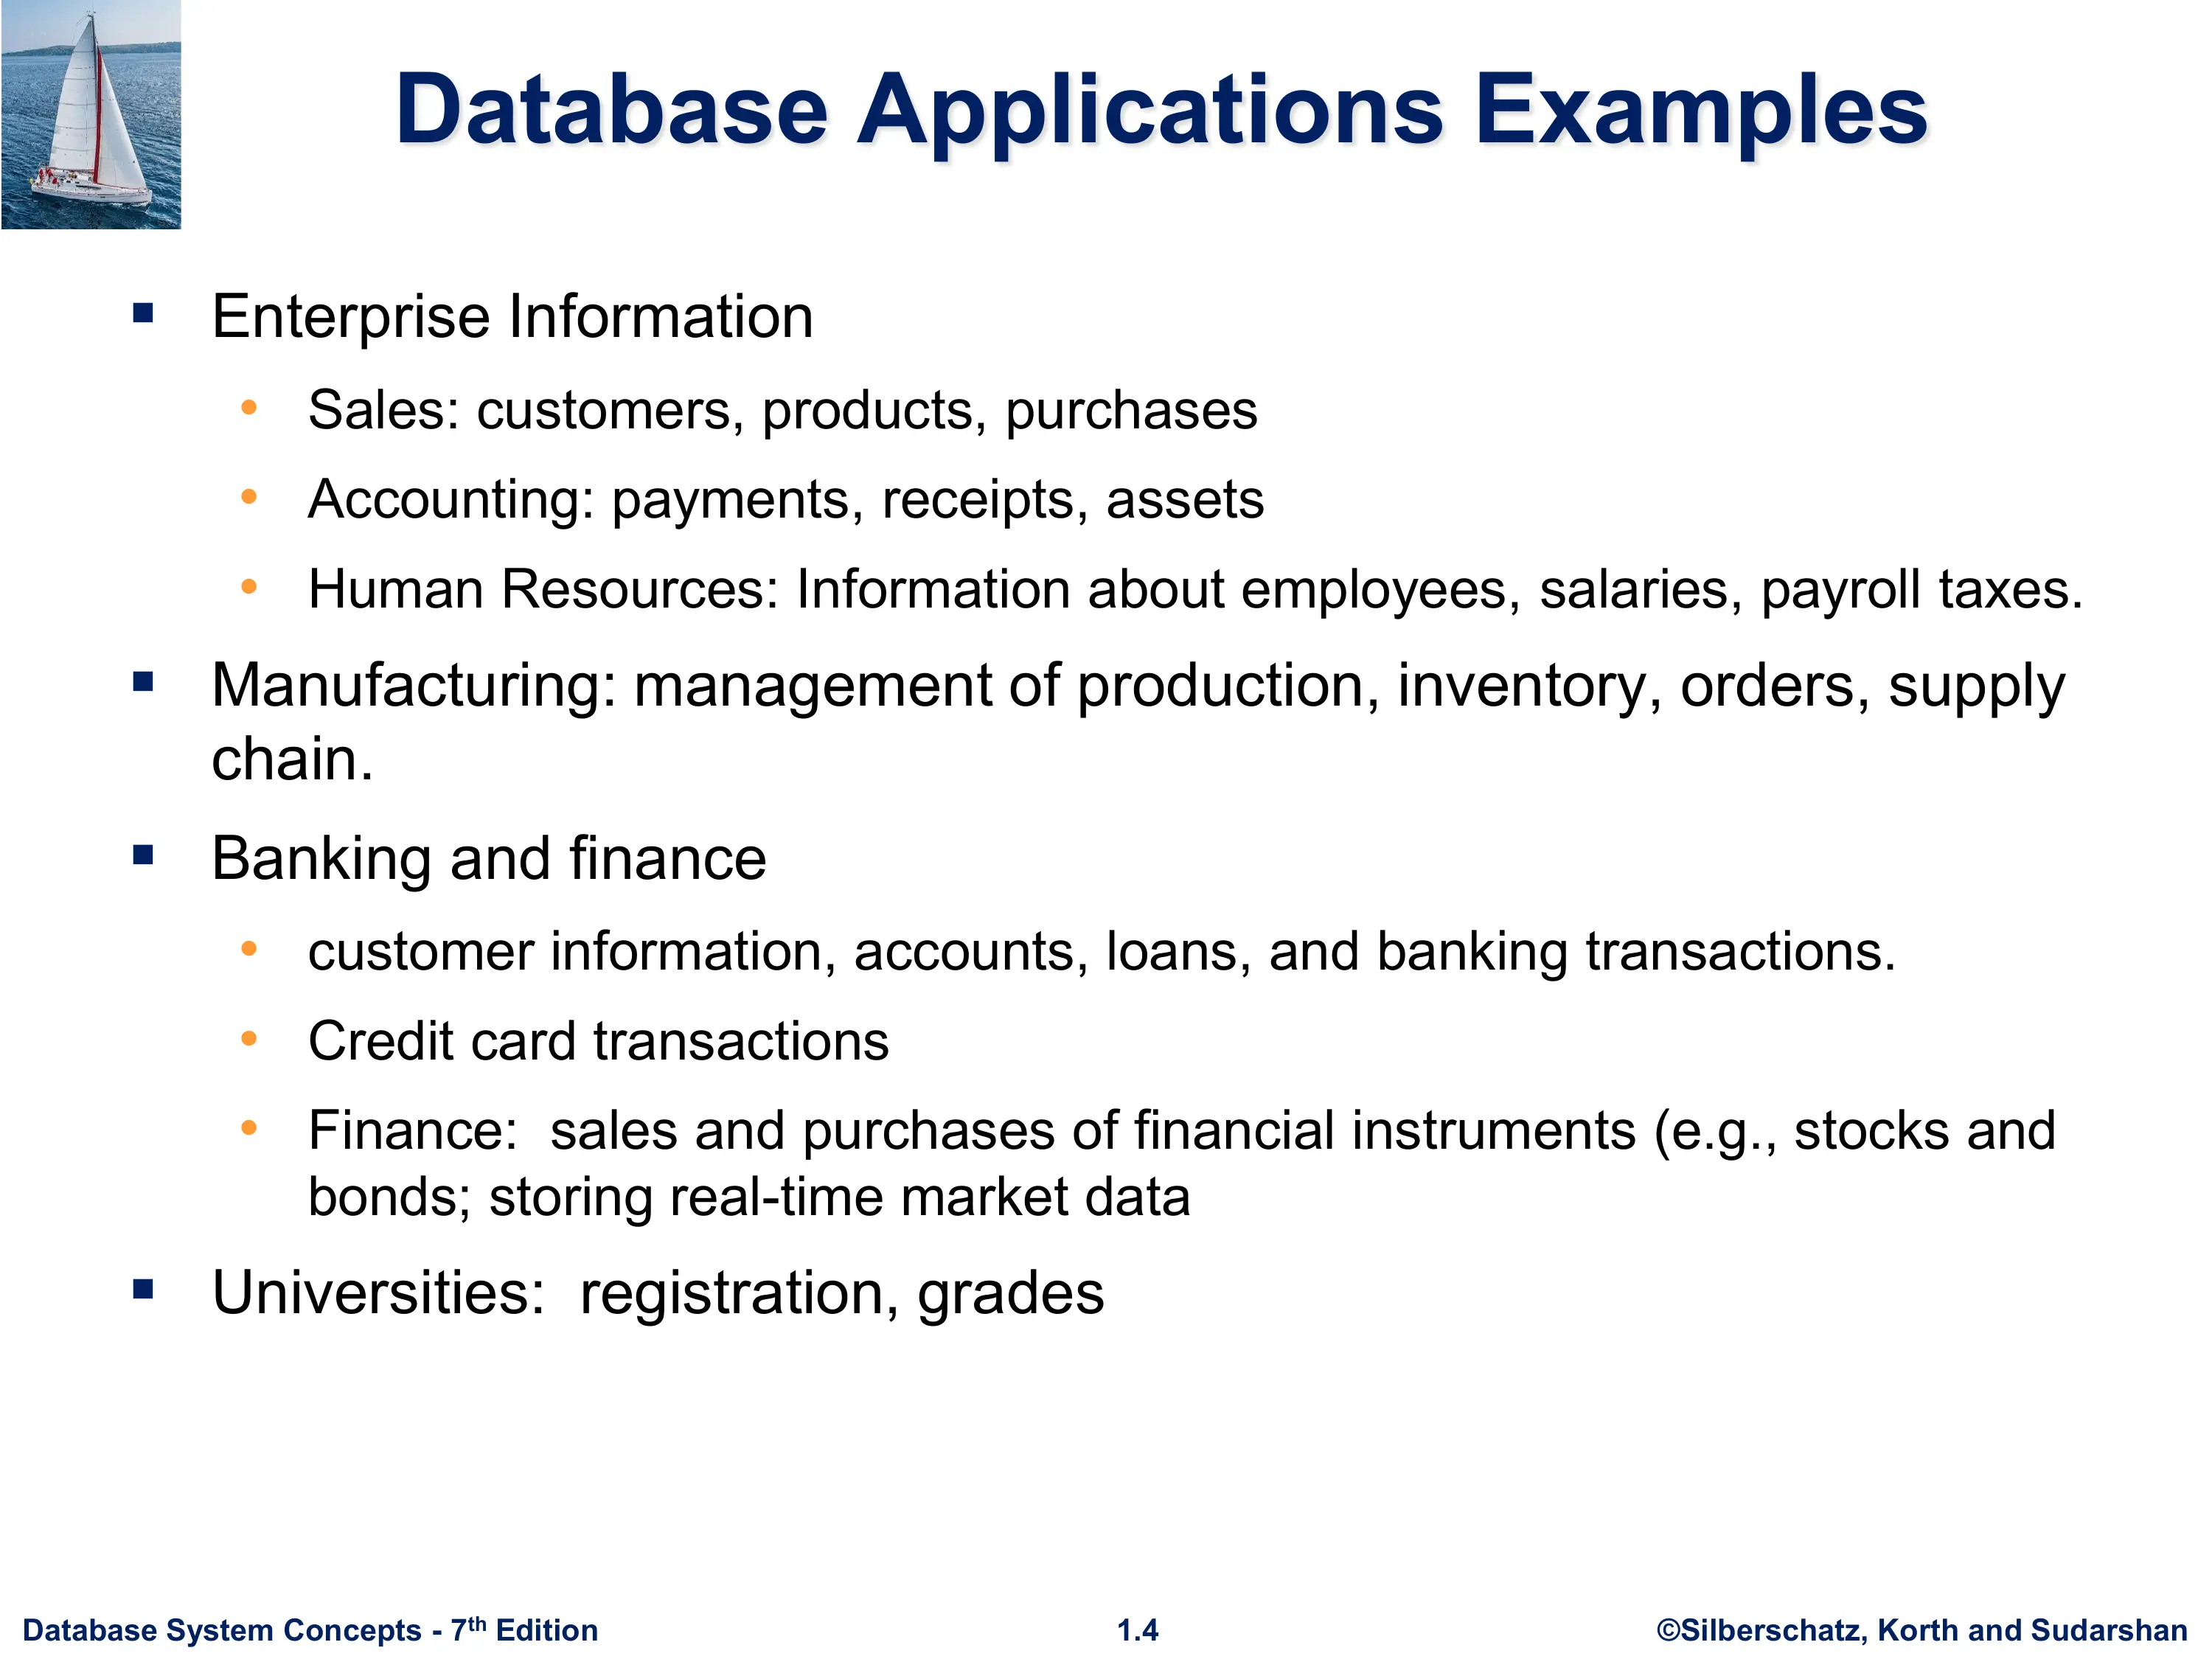 Database Applications Examples
▪ Enterprise Information
• Sales: customers, products, purchases
• Accounting: payments, receipts, assets
• Human Resources: Information about employees, salaries, payroll taxes.
▪ Manufacturing: management of production, inventory, orders, supply
chain.
▪ Banking and finance
• customer information, accounts, loans, and banking transactions.
• Credit card transactions
• Finance:  sales and purchases of financial instruments (e.g., stocks and
bonds; storing real-time market data
▪ Universities:  registration, grades
Database System Concepts - 7th Edition
1.4
©Silberschatz, Korth and Sudarshan